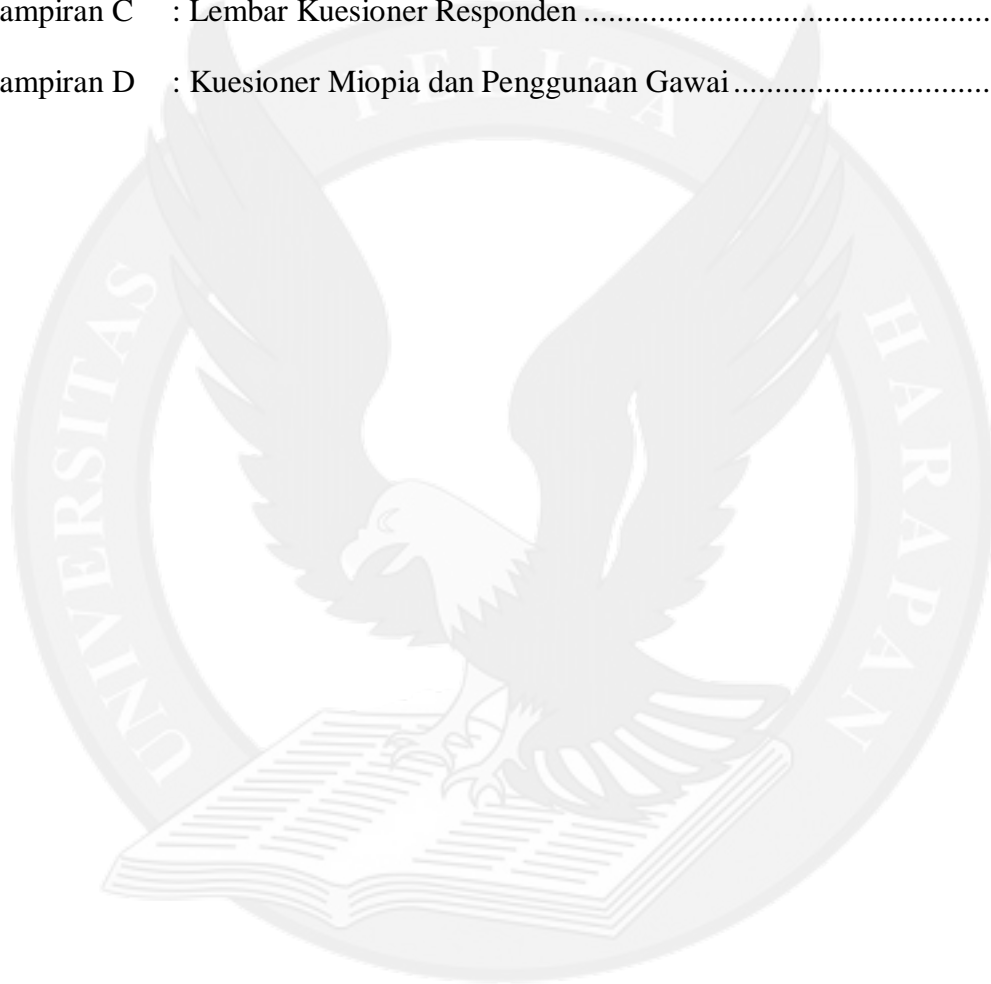 ampiran C : Lembar Kuesioner Responden ..................................................
ampiran D : Kuesioner Miopia dan Penggunaan Gawai ...............................
PELITA
UNIVERSITAS
HARAPAN